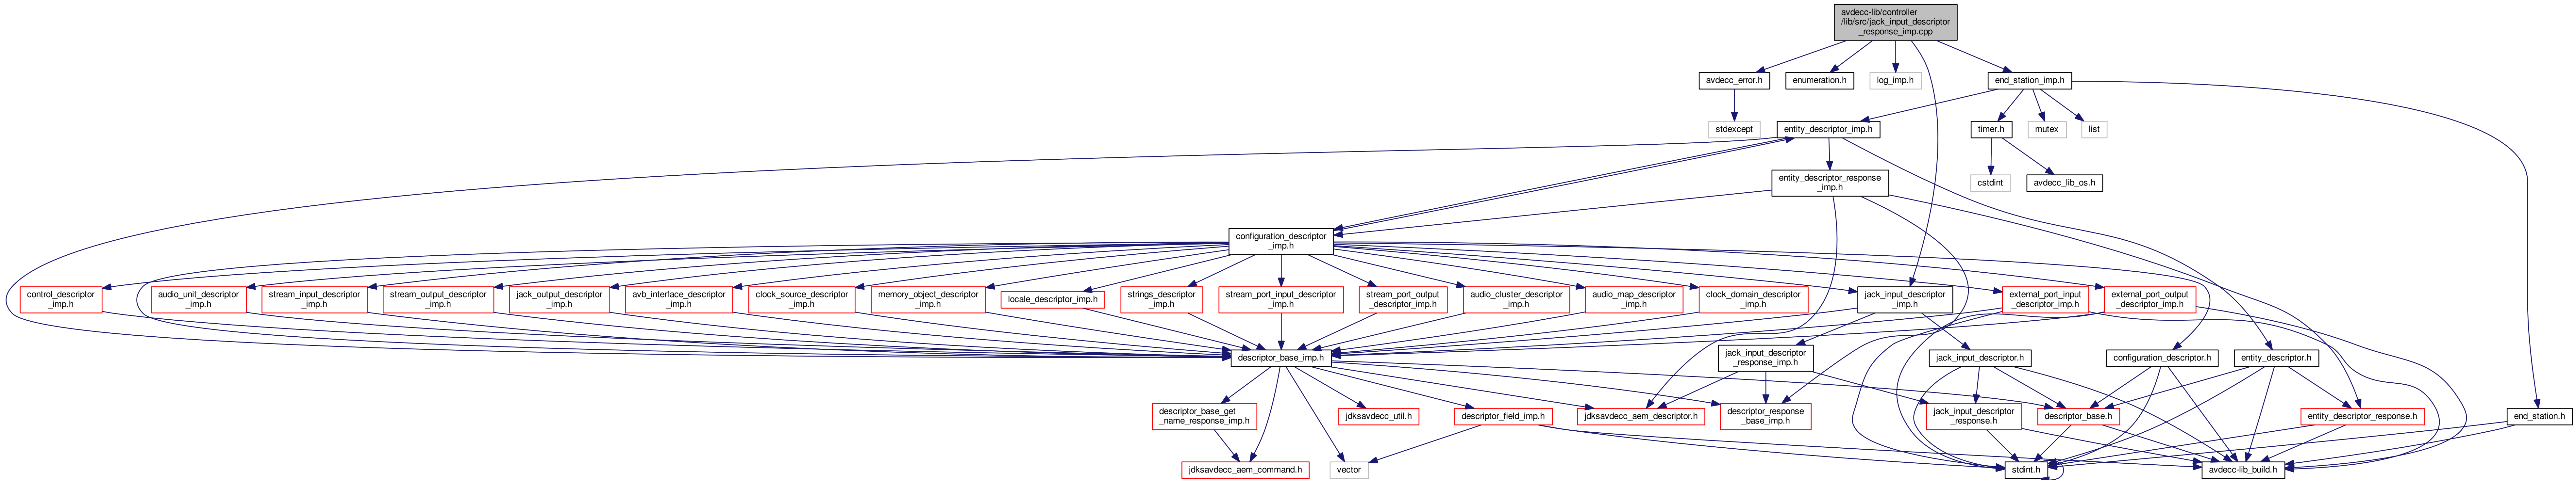 avdecc-lib/controller
/lib/src/jack_input_descriptor
_response_imp.cpp
avdecc_error.h
enumeration.h
log_imp.h
end_station_imp.h
stdexcept
entity_descriptor_imp.h
timer.h
mutex
list
entity_descriptor_response
_imp.h
cstdint
avdecc_lib_os.h
configuration_descriptor
_imp.h
control_descriptor
_imp.h
audio_unit_descriptor
_imp.h
stream_input_descriptor
_imp.h
stream_output_descriptor
_imp.h
jack_output_descriptor
_imp.h
avb_interface_descriptor
_imp.h
clock_source_descriptor
_imp.h
memory_object_descriptor
_imp.h
locale_descriptor_imp.h
strings_descriptor
_imp.h
stream_port_input_descriptor
_imp.h
stream_port_output
_descriptor_imp.h
audio_cluster_descriptor
_imp.h
audio_map_descriptor
_imp.h
clock_domain_descriptor
_imp.h
jack_input_descriptor
_imp.h
external_port_input
_descriptor_imp.h
external_port_output
_descriptor_imp.h
descriptor_base_imp.h
jack_input_descriptor
_response_imp.h
jack_input_descriptor.h
configuration_descriptor.h
entity_descriptor.h
descriptor_base_get
_name_response_imp.h
jdksavdecc_util.h
descriptor_field_imp.h
jdksavdecc_aem_descriptor.h
descriptor_response
_base_imp.h
jack_input_descriptor
_response.h
descriptor_base.h
entity_descriptor_response.h
end_station.h
jdksavdecc_aem_command.h
vector
stdint.h
avdecc-lib_build.h